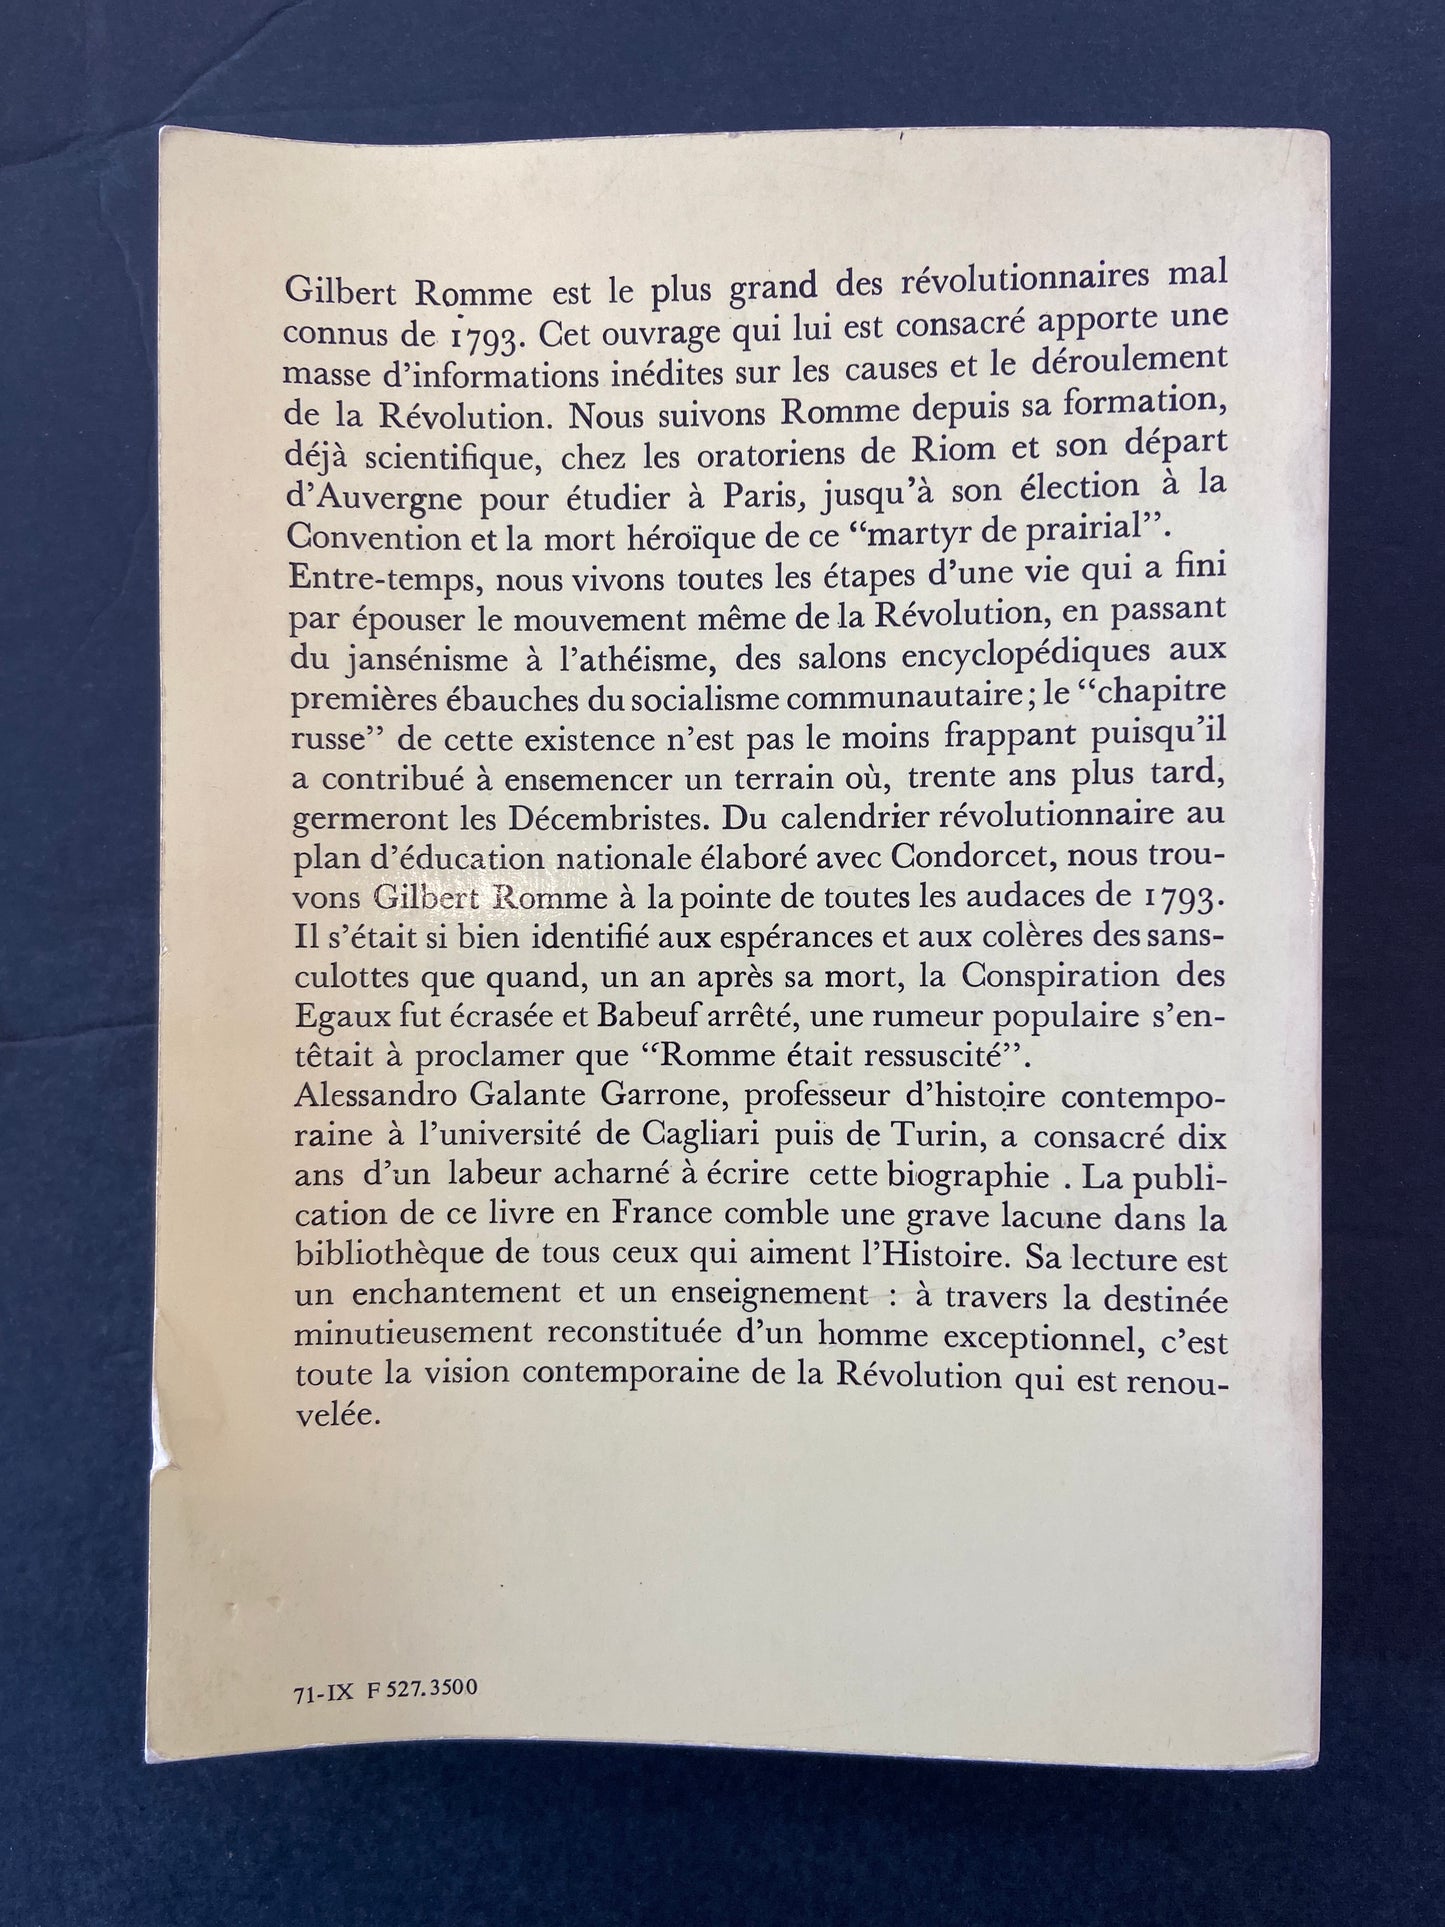 Gilbert Romme est le plus grand des révolutionnaires mal
connus de 1793. Cet ouvrage qui lui est consacré apporte une
masse d'informations inédites sur les causes et le déroulement
de la Révolution. Nous suivons Romme depuis sa formation,
déjà scientifique, chez les oratoriens de Riom et son départ
d'Auvergne pour étudier à Paris, jusqu'à son élection à la
Convention et la mort héroïque de ce “martyr de prairial”.
Entre-temps, nous vivons toutes les étapes d'une vie qui a fini
par épouser le mouvement même de la Révolution, en passant
du jansénisme à l'athéisme, des salons encyclopédiques aux
premières ébauches du socialisme communautaire; le “chapitre
russe” de cette existence n'est pas le moins frappant puisqu'il
a contribué à ensemencer un terrain où, trente ans plus tard,
germeront les Décembristes. Du calendrier révolutionnaire au
plan d'éducation nationale élaboré avec Condorcet, nous trou-
vons Gilbert Romme à la pointe de toutes les audaces de 1793.
Il s'était si bien identifié aux espérances et aux colères des sans-
culottes que quand, un an après sa mort, la Conspiration des
Egaux fut écrasée et Babeuf arrêté, une rumeur populaire s'en-
têtait à proclamer que “Romme était ressuscité”.
Alessandro Galante Garrone, professeur d'histoire contempo-
raine à l'université de Cagliari puis de Turin, a consacré dix
ans d'un labeur acharné à écrire cette biographie . La publi-
cation de ce livre en France comble une grave lacune dans la
bibliothèque de tous ceux qui aiment l'Histoire. Sa lecture est
un enchantement et un enseignement : à travers la destinée
minutieusement reconstituée d'un homme exceptionnel, c'est
toute la vision contemporaine de la Révolution qui est renou-
velée.
71-IX F 527.3500